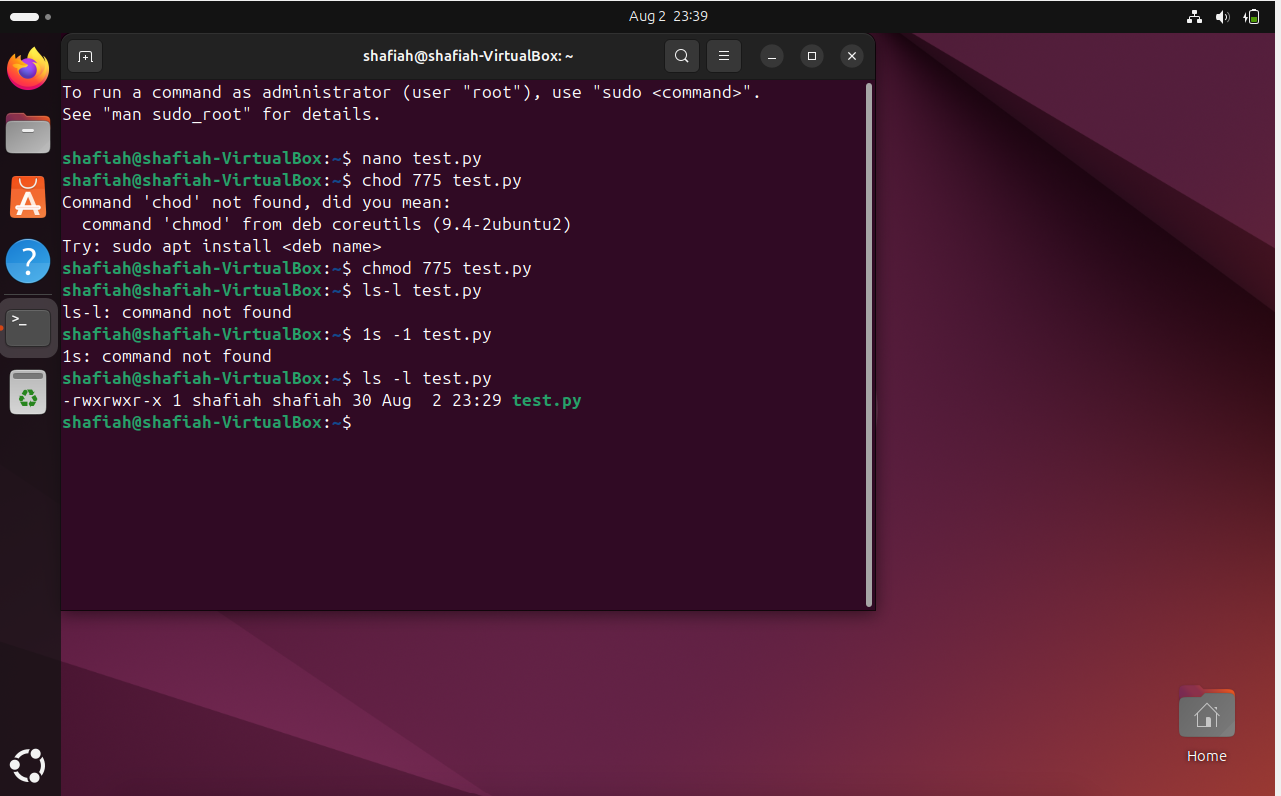 Aug 2 23:39
shafiah@shafiah-VirtualBox: ~
To run a command as administrator (user "root"), use "sudo <command>".
See "man sudo_root" for details.
shafiah@shafiah-VirtualBox:~$ nano test.py
shafiah@shafiah-VirtualBox:~$ chod 775 test.py
Command 'chod' not found, did you mean:
command 'chmod' from deb coreutils (9.4-2ubuntu2)
Try: sudo apt install <deb name>
shafiah@shafiah-VirtualBox:~$ chmod 775 test.py
shafiah@shafiah-VirtualBox:~$ ls-l test.py
ls-l: command not found
shafiah@shafiah-VirtualBox:~$ 1s -1 test.py
1s: command not found
shafiah@shafiah-VirtualBox:~$ ls -l test.py
-rwxrwxr-x 1 shafiah shafiah 30 Aug  2 23:29 test.py
shafiah@shafiah-VirtualBox:~$
Home